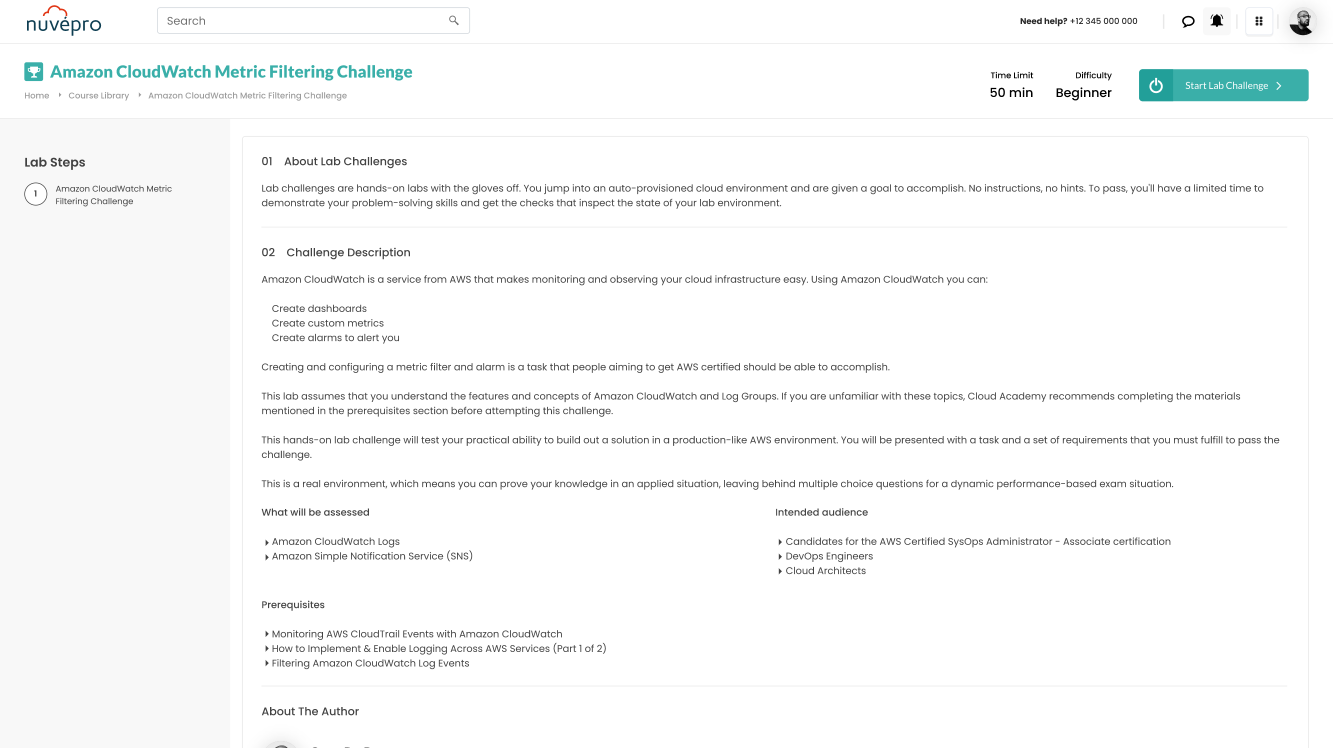 nuvepro
Search
Need help? +12 345 000 000
Amazon CloudWatch Metric Filtering Challenge
Home
Course Library
Amazon CloudWatch Metric Filtering Challenge
Time Limit
50 min
Difficulty
Beginner
Start Lab Challenge
Lab Steps
1
Amazon CloudWatch Metric
Filtering Challenge
01 About Lab Challenges
Lab challenges are hands-on labs with the gloves off. You jump into an auto-provisioned cloud environment and are given a goal to accomplish. No instructions, no hints. To pass, you'll have a limited time to
demonstrate your problem-solving skills and get the checks that inspect the state of your lab environment.
02 Challenge Description
Amazon CloudWatch is a service from AWS that makes monitoring and observing your cloud infrastructure easy. Using Amazon CloudWatch you can:
Create dashboards
Create custom metrics
Create alarms to alert you
Creating and configuring a metric filter and alarm is a task that people aiming to get AWS certified should be able to accomplish.
This lab assumes that you understand the features and concepts of Amazon CloudWatch and Log Groups. If you are unfamiliar with these topics, Cloud Academy recommends completing the materials
mentioned in the prerequisites section before attempting this challenge.
This hands-on lab challenge will test your practical ability to build out a solution in a production-like AWS environment. You will be presented with a task and a set of requirements that you must fulfill to pass the
challenge.
This is a real environment, which means you can prove your knowledge in an applied situation, leaving behind multiple choice questions for a dynamic performance-based exam situation.
What will be assessed
Amazon CloudWatch Logs
Amazon Simple Notification Service (SNS)
Intended audience
Candidates for the AWS Certified SysOps Administrator - Associate certification
DevOps Engineers
Cloud Architects
Prerequisites
Monitoring AWS CloudTrail Events with Amazon CloudWatch
How to Implement & Enable Logging Across AWS Services (Part 1 of 2)
Filtering Amazon CloudWatch Log Events
About The Author